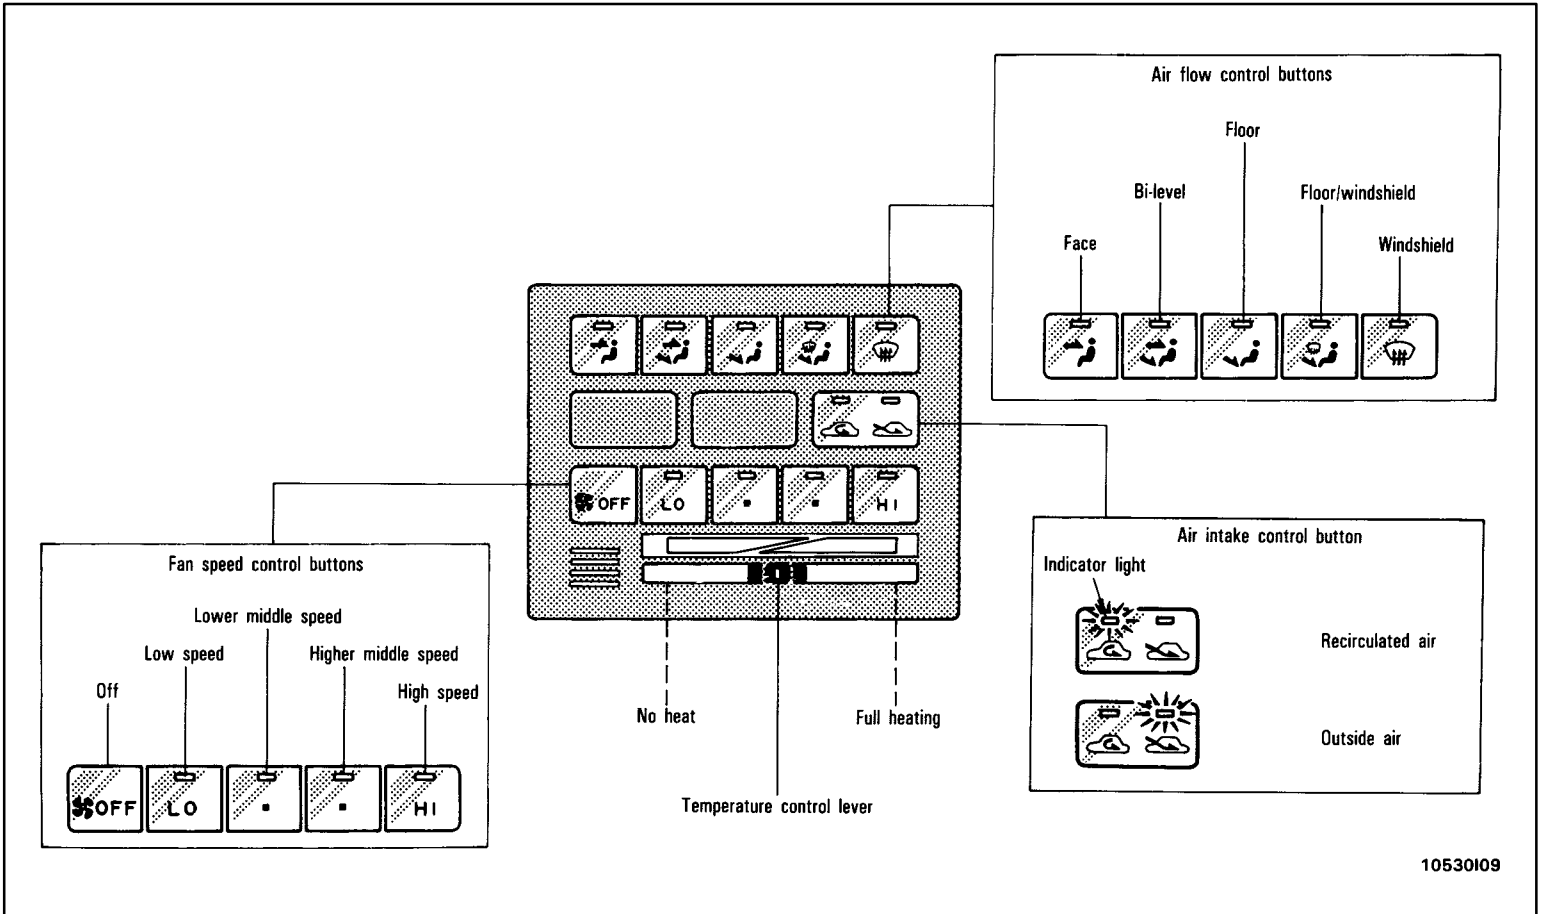 Air flow control buttons
Floor
Bi-level
Floor/windshield
Face
Windshield
OFF
LO
HI
Air intake control button
Indicator light
Recirculated air
Outside air
Fan speed control buttons
Lower middle speed
Low speed
Higher middle speed
Off
High speed
OFF
LO
HI
No heat
Full heating
Temperature control lever
10530I09